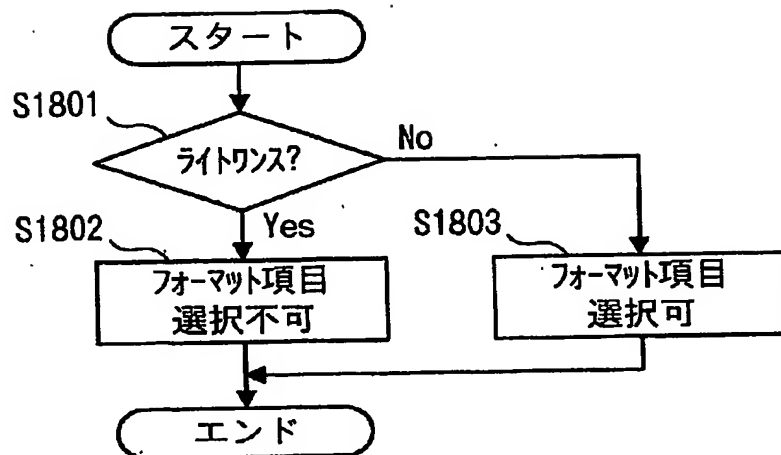 スタート
S1801
ライトワンス?
No
S1802
Yes
S1803
フォーマット項目
選択不可
フォーマット項目
選択可
エンド